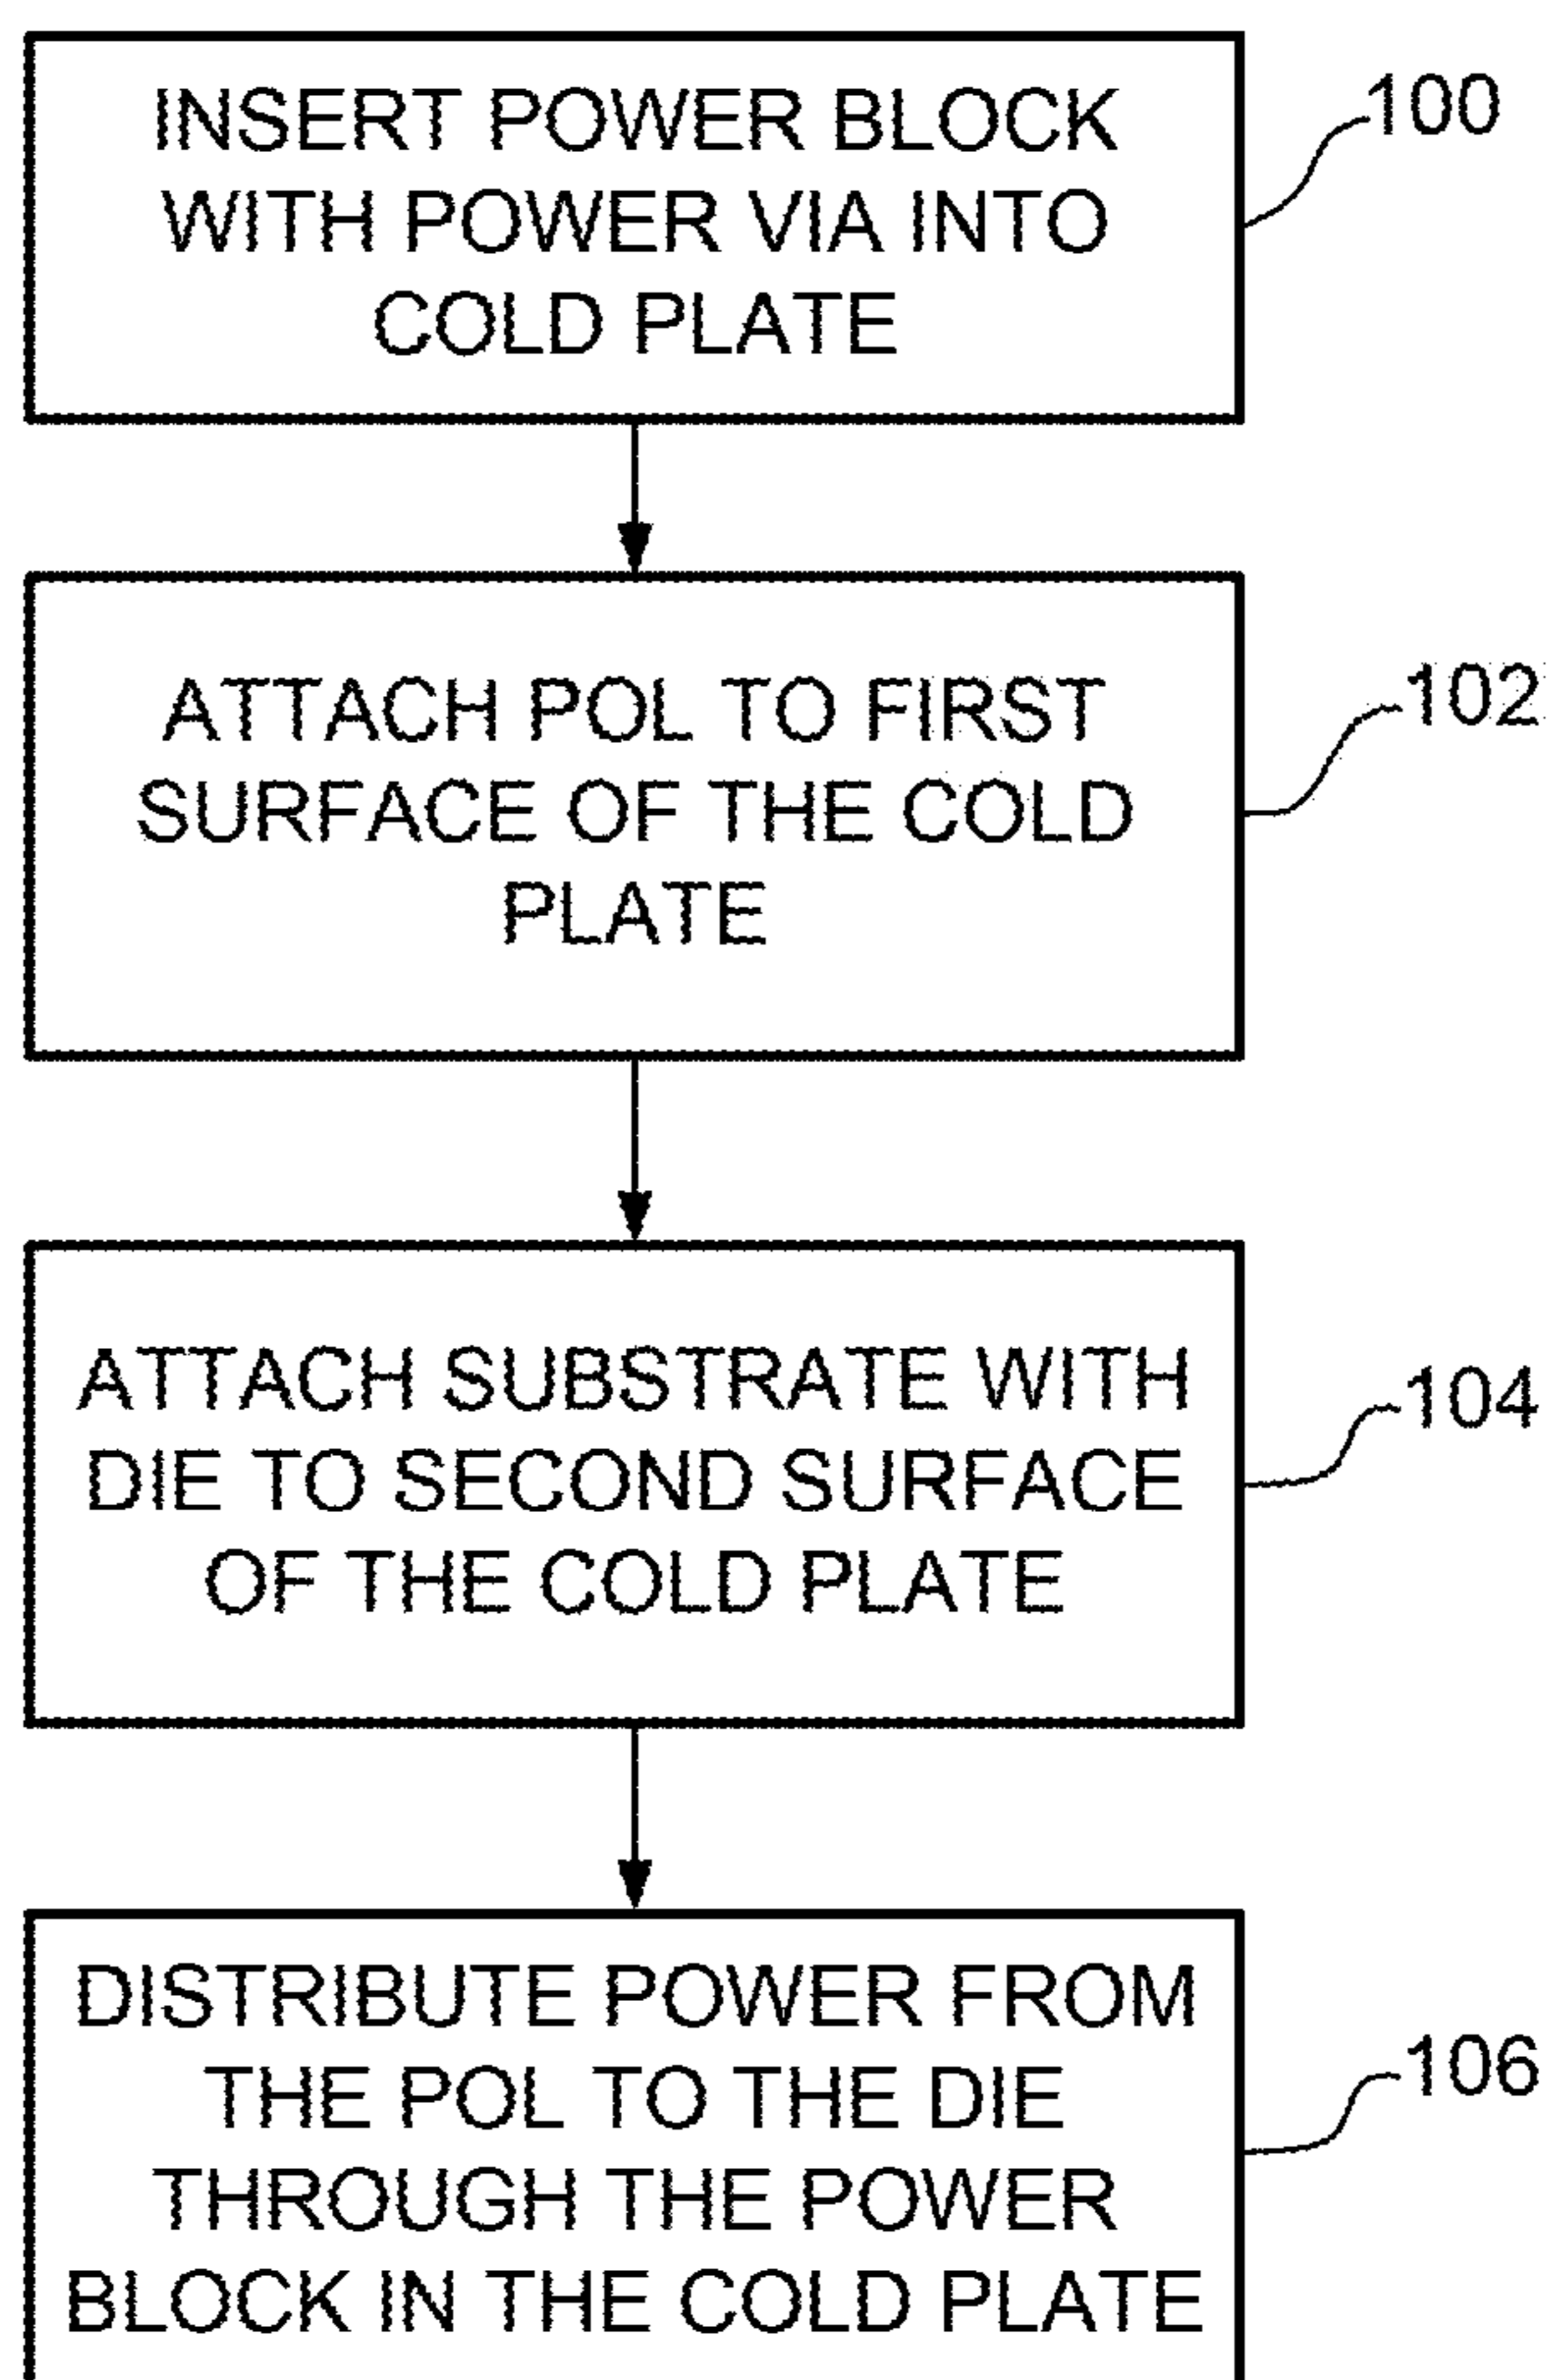 INSERT POWER BLOCK
WITH POWER VIA INTO
COLD PLATE
100
ATTACH POL TO FIRST
SURFACE OF THE COLD
PLATE
102
ATTACH SUBSTRATE WITH
DIE TO SECOND SURFACE
OF THE COLD PLATE
104
DISTRIBUTE POWER FROM
THE POL TO THE DIE
THROUGH THE POWER
BLOCK IN THE COLD PLATE
106